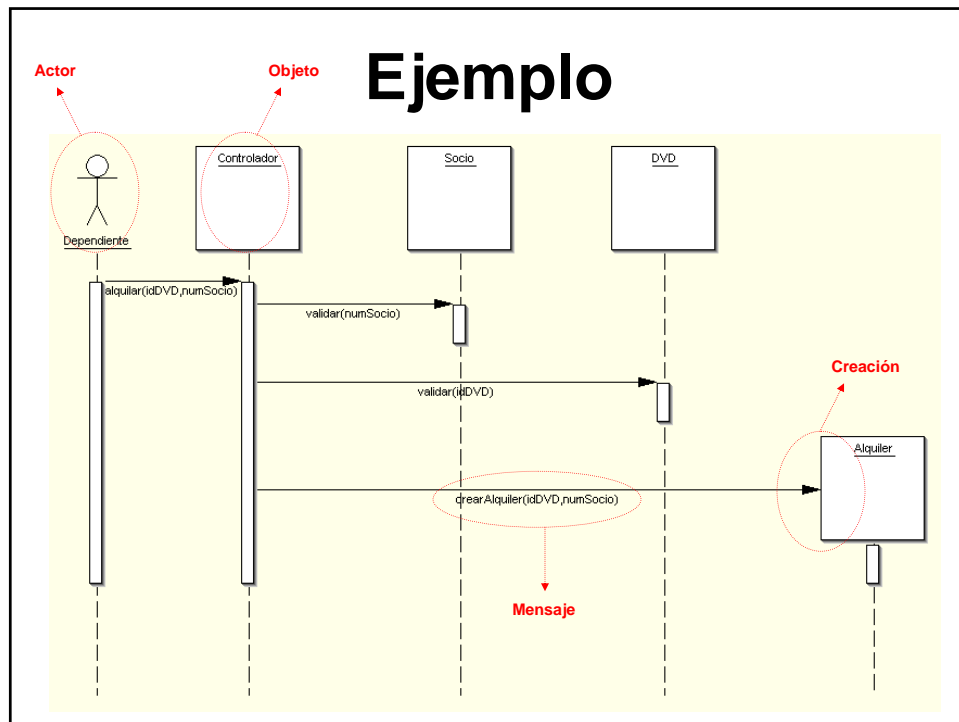 Ejemplo
Actor
Objeto
Controlador
Socio
DVD
Dependiente
alquilar(idDVD,numSocio)
validar(numSocio)
validar(idDVD)
Creación
Alquiler
crearAlquiler(idDVD,numSocio)
Mensaje